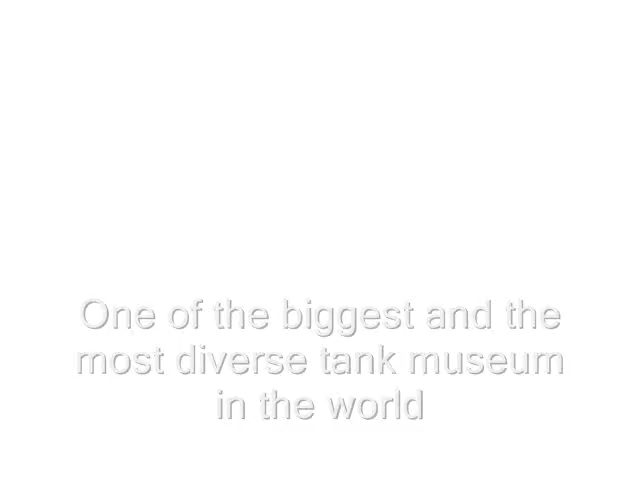 One of the biggest and the
most diverse tank museum
in the world